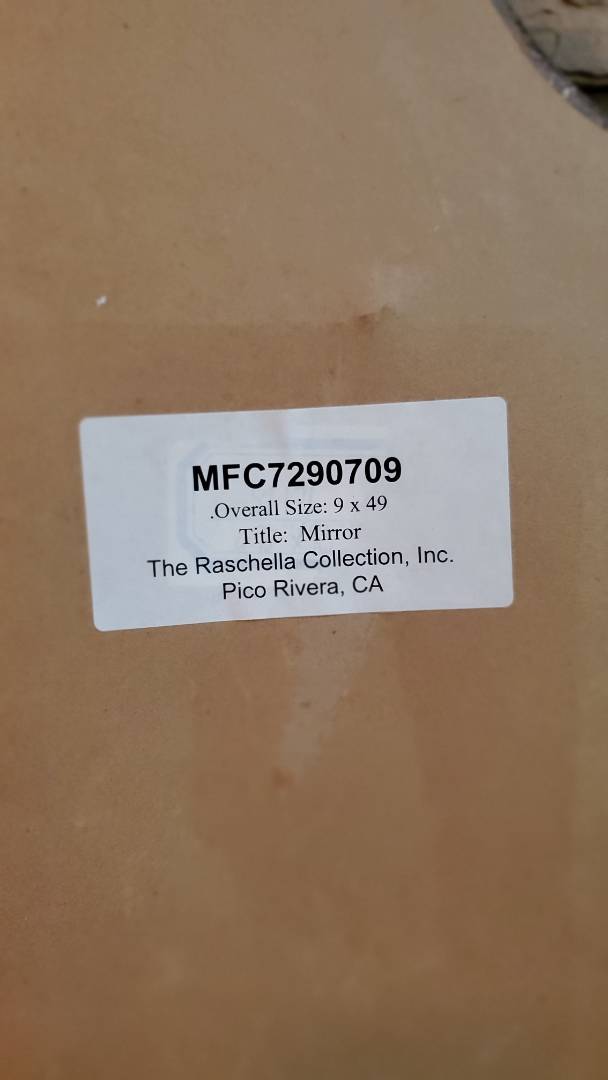 MFC7290709
.Overall Size: 9 x 49
Title: Mirror
The Raschella Collection, Inc.
Pico Rivera, CA